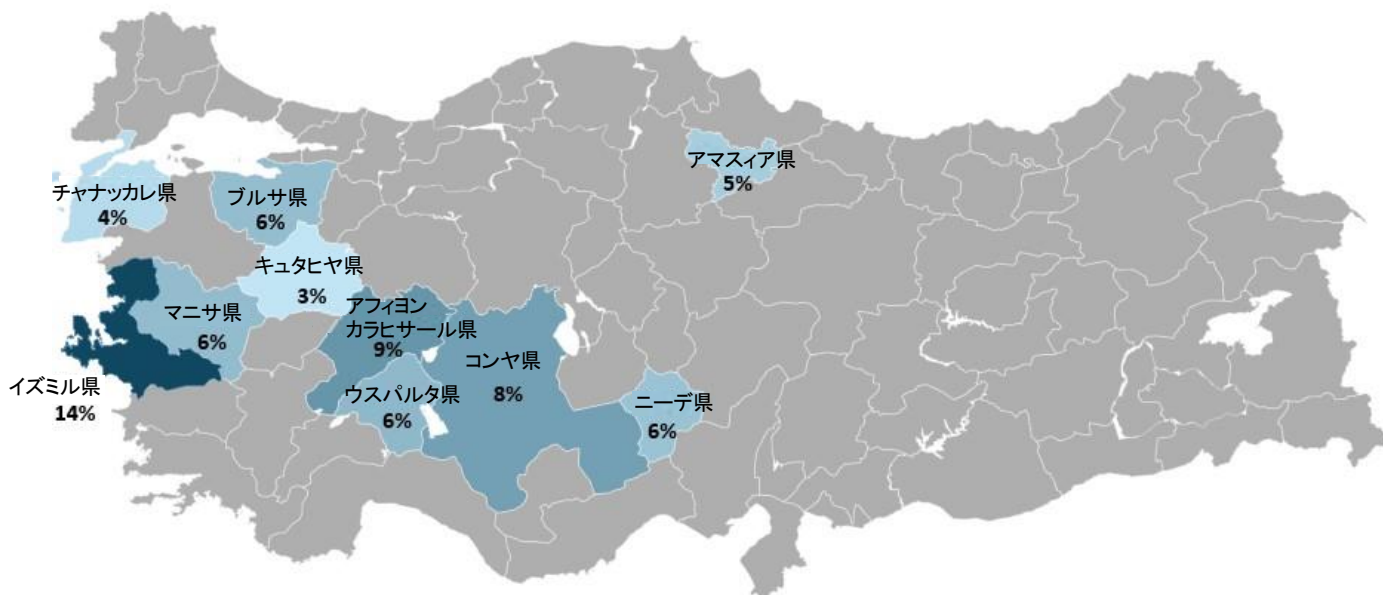 アマスィア県
5%
チャナッカレ県
4%
ブルサ県
6%
キュタヒヤ県
3%
マニサ県
6%
アフィヨン
カラヒサール県
9%
コンヤ県
8%
イズミル県
14%
ウスパルタ県
6%
ニーデ県
6%